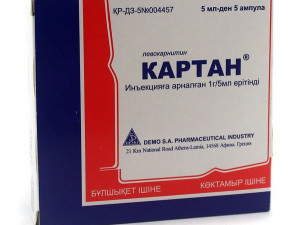 ҚР-ДЗ-5№004457
5 мл-ден 5 ампула
левокарнитин
КАРТАН®
Инъекцияға арналған 1г/5мл ерітінді
DEMO S.A. PHARMACEUTICAL INDUSTRY
21 Km National Road Athens-Lamia, 14568 Афина, Греция
БҰЛШЫҚЕТ ІШІНЕ
КӨКТАМЫР ІШІНЕ